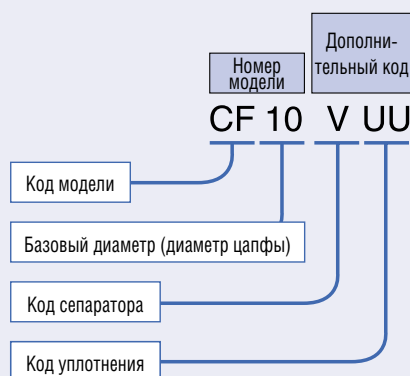 Дополни-
тельный код
Номер
модели
CF 10 V UU
Код модели
Базовый диаметр (диаметр цапфы)
Код сепаратора
Код уплотнения